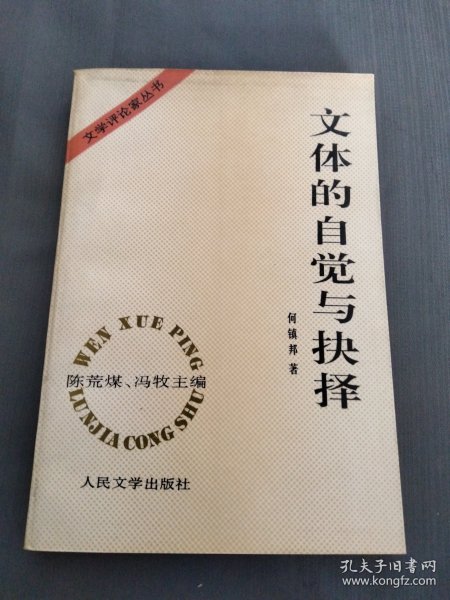 文学评论家丛书
文体的自觉与抉择
何镇邦 著
WEN XUE PING
陈荒煤、冯牧主编
LUNJIA CONG SHU
人民文学出版社
孔夫子旧书网
www.kongfz.com